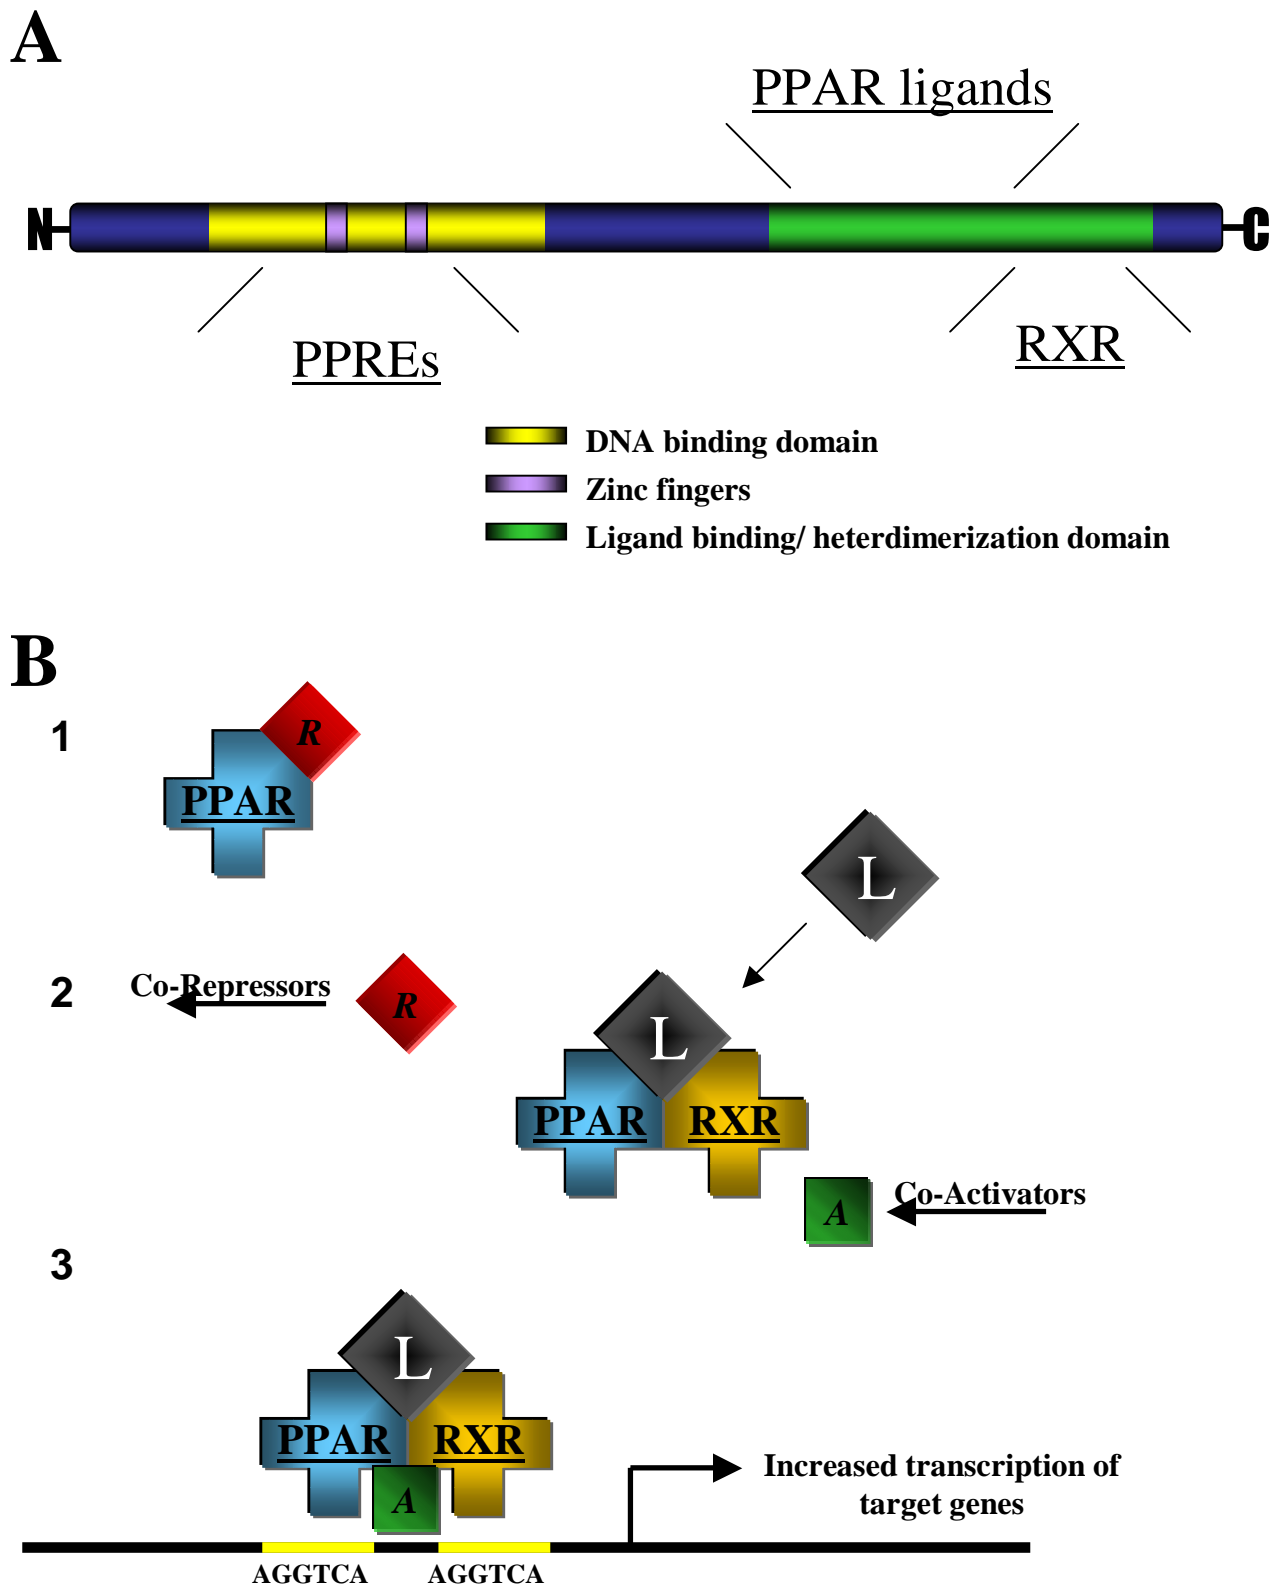 A
PPAR ligands
N
C
PPREs
RXR
DNA binding domain
Zinc fingers
Ligand binding/ heterdimerization domain
B
1
R
PPAR
L
2
Co-Repressors
R
L
PPAR
RXR
A
Co-Activators
3
L
PPAR
RXR
A
Increased transcription of
target genes
AGGTCA
AGGTCA